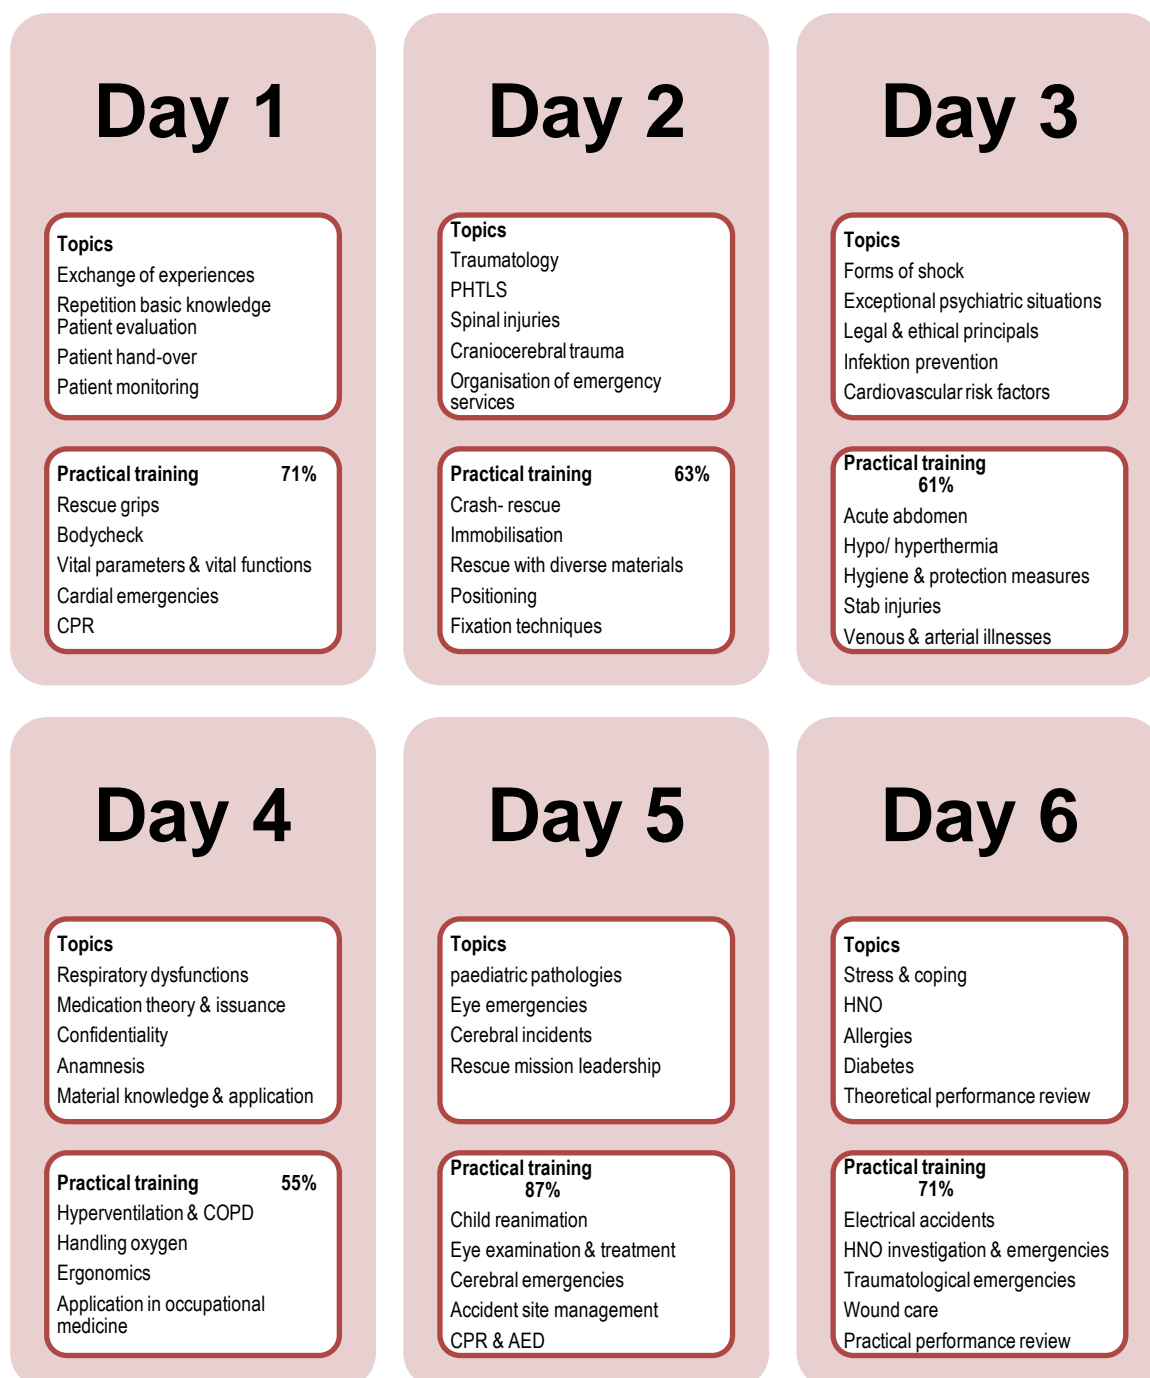 Day 1
Topics
Exchange of experiences
Repetition basic knowledge
Patient evaluation
Patient hand-over
Patient monitoring
Practical training 71%
Rescue grips
Bodycheck
Vital parameters & vital functions
Cardial emergencies
CPR
Day 2
Topics
Traumatology
PHTLS
Spinal injuries
Craniocerebral trauma
Organisation of emergency
services
Practical training 63%
Crash- rescue
Immobilisation
Rescue with diverse materials
Positioning
Fixation techniques
Day 3
Topics
Forms of shock
Exceptional psychiatric situations
Legal & ethical principals
Infektion prevention
Cardiovascular risk factors
Practical training
61%
Acute abdomen
Hypo/ hyperthermia
Hygiene & protection measures
Stab injuries
Venous & arterial illnesses
Day 4
Topics
Respiratory dysfunctions
Medication theory & issuance
Confidentiality
Anamnesis
Material knowledge & application
Practical training 55%
Hyperventilation & COPD
Handling oxygen
Ergonomics
Application in occupational
medicine
Day 5
Topics
paediatric pathologies
Eye emergencies
Cerebral incidents
Rescue mission leadership
Practical training
87%
Child reanimation
Eye examination & treatment
Cerebral emergencies
Accident site management
CPR & AED
Day 6
Topics
Stress & coping
HNO
Allergies
Diabetes
Theoretical performance review
Practical training
71%
Electrical accidents
HNO investigation & emergencies
Traumatological emergencies
Wound care
Practical performance review